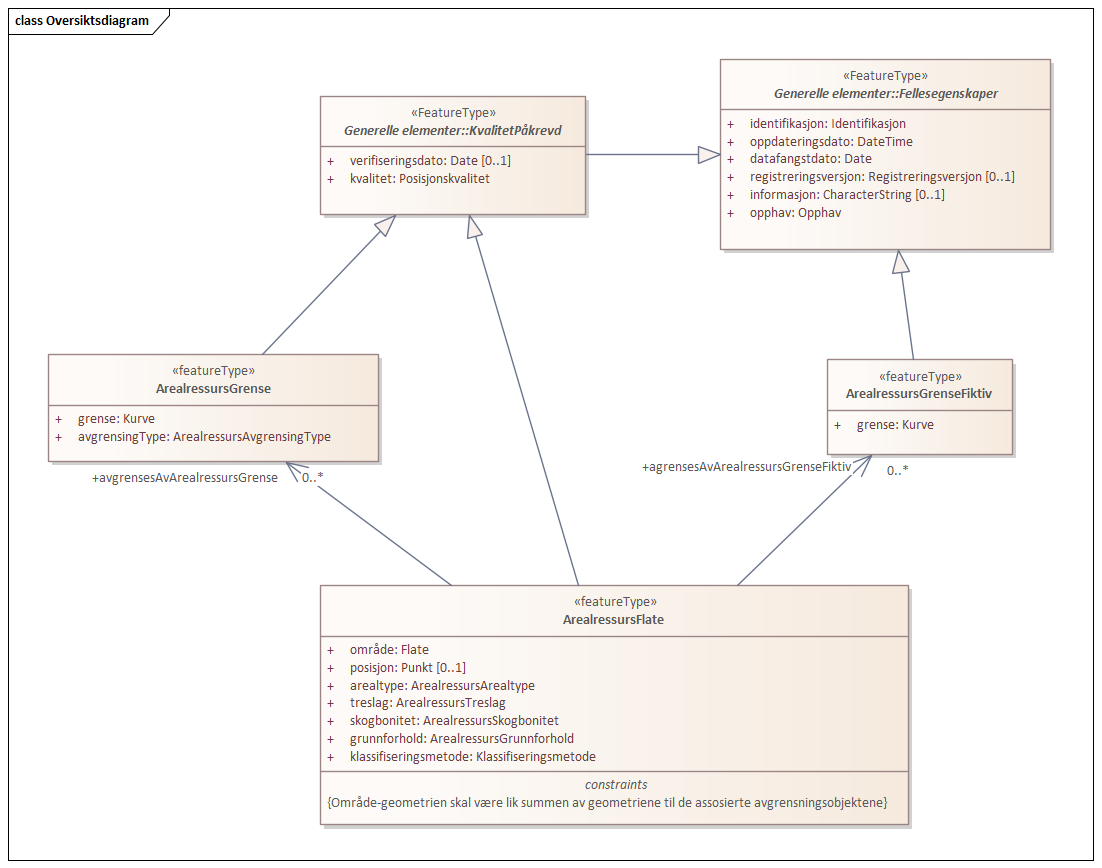 class Oversiktsdiagram
«FeatureType»
Generelle elementer::KvalitetPåkrevd
+ verifiseringsdato: Date [0..1]
+ kvalitet: Posisjonskvalitet
«FeatureType»
Generelle elementer::Fellesegenskaper
+ identifikasjon: Identifikasjon
+ oppdateringsdato: DateTime
+ datafangstdato: Date
+ registreringsversjon: Registreringsversjon [0..1]
+ informasjon: CharacterString [0..1]
+ opphav: Opphav
«featureType»
ArealressursGrense
+ grense: Kurve
+ avgrensingType: ArealressursAvgrensingType
«featureType»
ArealressursGrenseFiktiv
+ grense: Kurve
+avgrensesAvArealressursGrense
0..*
+agrensesAvArealressursGrenseFiktiv
0..*
«featureType»
ArealressursFlate
+ område: Flate
+ posisjon: Punkt [0..1]
+ arealtype: ArealressursArealtype
+ treslag: ArealressursTreslag
+ skogbonitet: ArealressursSkogbonitet
+ grunnforhold: ArealressursGrunnforhold
+ klassifiseringsmetode: Klassifiseringsmetode
constraints
{Område-geometrien skal være lik summen av geometriene til de assosierte avgrensningsobjektene}